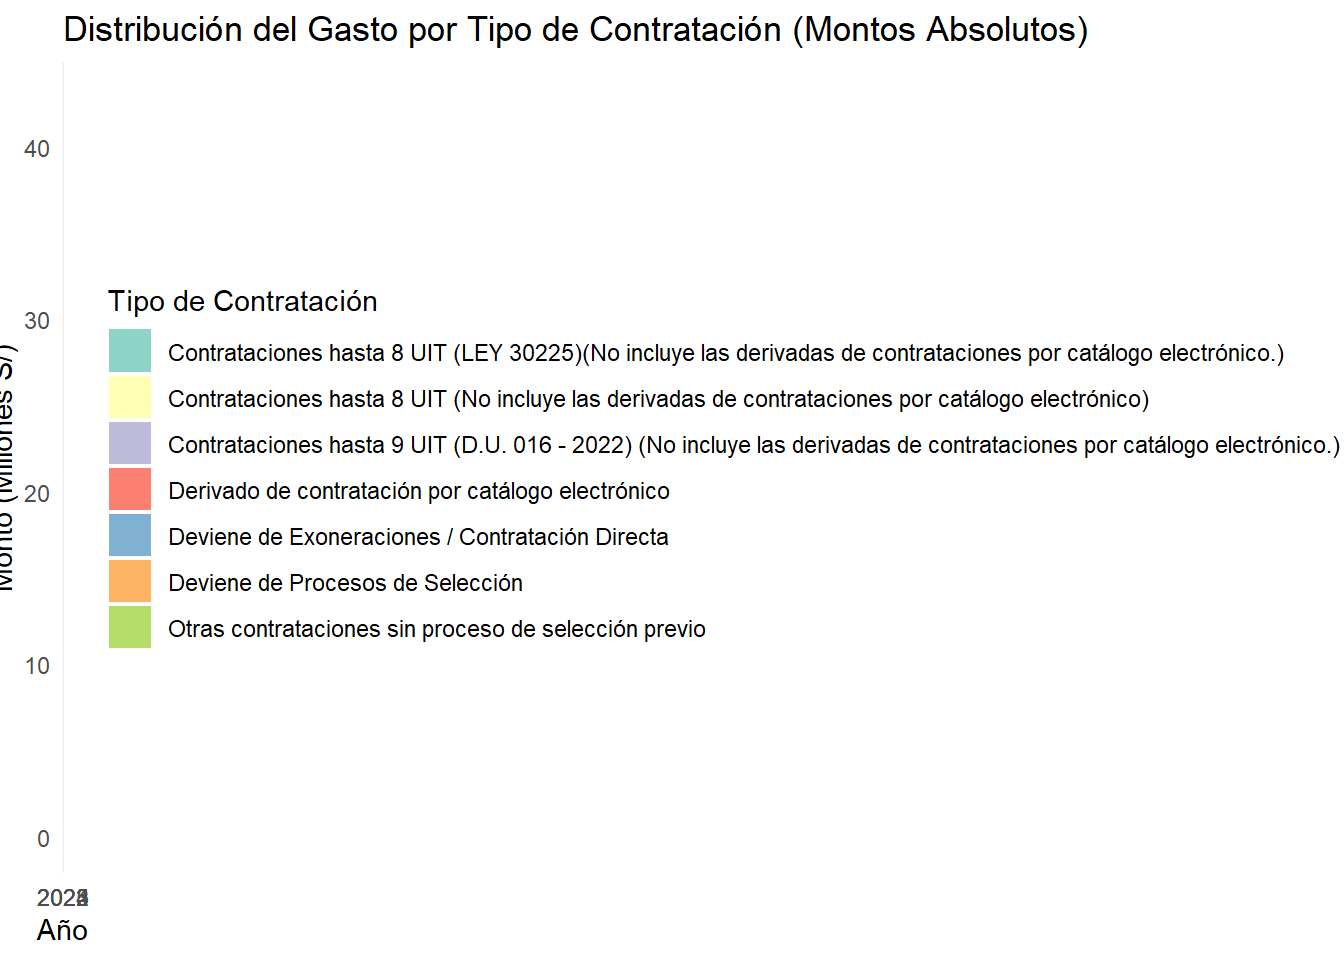 Distribución del Gasto por Tipo de Contratación (Montos Absolutos)
40
30
20
10
0
Monto (Millones S/)
Tipo de Contratación
Contrataciones hasta 8 UIT (LEY 30225)(No incluye las derivadas de contrataciones por catálogo electrónico.)
Contrataciones hasta 8 UIT (No incluye las derivadas de contrataciones por catálogo electrónico)
Contrataciones hasta 9 UIT (D.U. 016 - 2022) (No incluye las derivadas de contrataciones por catálogo electrónico.)
Derivado de contratación por catálogo electrónico
Deviene de Exoneraciones / Contratación Directa
Deviene de Procesos de Selección
Otras contrataciones sin proceso de selección previo
Año